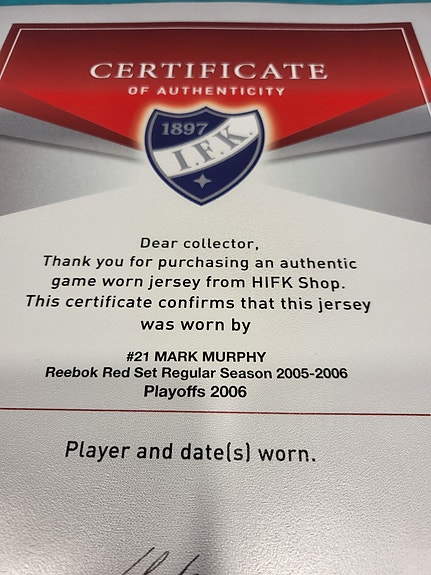 CERTIFICATE
OF AUTHENTICITY
1897
I.F.K.
Dear collector,
Thank you for purchasing an authentic
game worn jersey from HIFK Shop.
This certificate confirms that this jersey
was worn by
#21 MARK MURPHY
Reebok Red Set Regular Season 2005-2006
Playoffs 2006
Player and date(s) worn.